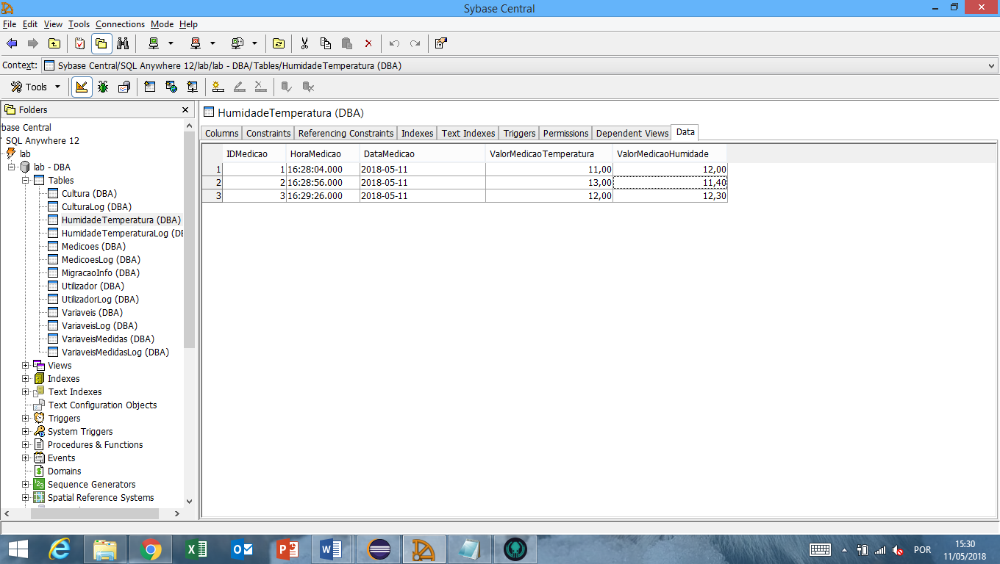 Sybase Central
File Edit View Tools Connections Mode Help
Context: Sybase Central/SQL Anywhere 12/lab/lab - DBA/Tables/HumidadeTemperatura (DBA)
Tools
Folders
base Central
SQL Anywhere 12
lab
lab - DBA
Tables
Cultura (DBA)
CulturaLog (DBA)
HumidadeTemperatura (DBA)
HumidadeTemperaturaLog (DB
Medicoes (DBA)
MedicoesLog (DBA)
MigracaoInfo (DBA)
Utilizador (DBA)
UtilizadorLog (DBA)
Variaveis (DBA)
VariaveisLog (DBA)
VariaveisMedidas (DBA)
VariaveisMedidasLog (DBA)
Views
Indexes
Text Indexes
Text Configuration Objects
Triggers
System Triggers
Procedures & Functions
Events
Domains
Sequence Generators
Spatial Reference Systems
HumidadeTemperatura (DBA)
Columns Constraints Referencing Constraints Indexes Text Indexes Triggers Permissions Dependent Views Data
IDMedicao HoraMedicao DataMedicao ValorMedicaoTemperatura ValorMedicaoHumidade
1 1 16:28:04.000 2018-05-11 11,00 12,00
2 2 16:28:56.000 2018-05-11 13,00 11,40
3 3 16:29:26.000 2018-05-11 12,00 12,30
POR
15:30
11/05/2018